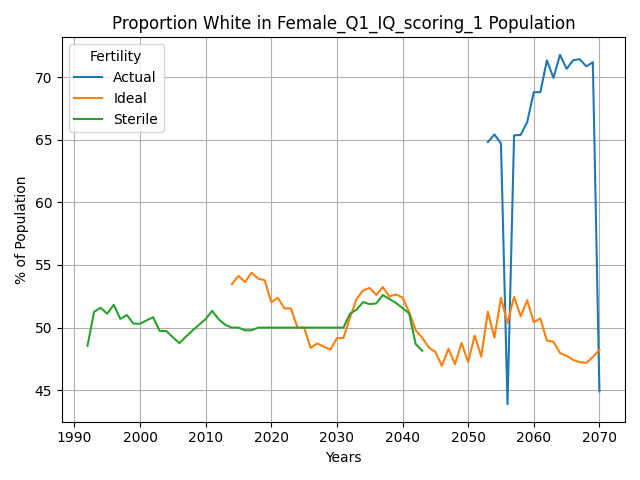 Proportion White in Female_Q1_IQ_scoring_1 Population
Fertility
Actual
Ideal
Sterile
% of Population
70
65
60
55
50
45
1990 2000 2010 2020 2030 2040 2050 2060 2070
Years